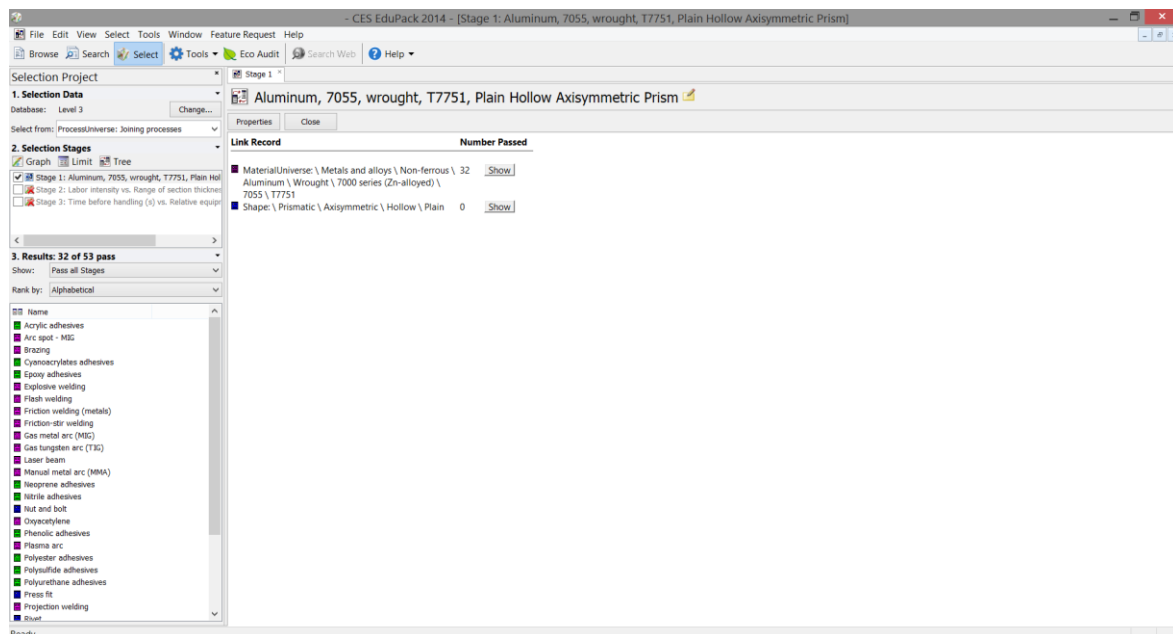 - CES EduPack 2014 - [Stage 1: Aluminum, 7055, wrought, T7751, Plain Hollow Axisymmetric Prism]
File Edit View Select Tools Window Feature Request Help
Browse Search Select Tools Eco Audit Search Web Help
Selection Project
Stage 1
1. Selection Data
Database: Level 3 Change...
Select from: ProcessUniverse: Joining processes
2. Selection Stages
Graph Limit Tree
Stage 1: Aluminum, 7055, wrought, T7751, Plain Hol
Stage 2: Labor intensity vs. Range of section thicknes
Stage 3: Time before handling (s) vs. Relative equipr
3. Results: 32 of 53 pass
Show: Pass all Stages
Rank by: Alphabetical
Name
Acrylic adhesives
Arc spot - MIG
Brazing
Cyanoacrylates adhesives
Epoxy adhesives
Explosive welding
Flash welding
Friction welding (metals)
Friction-stir welding
Gas metal arc (MIG)
Gas tungsten arc (TIG)
Laser beam
Manual metal arc (MMA)
Neoprene adhesives
Nitrile adhesives
Nut and bolt
Oxyacetylene
Phenolic adhesives
Plasma arc
Polyester adhesives
Polysulfide adhesives
Polyurethane adhesives
Press fit
Projection welding
Rivet
Aluminum, 7055, wrought, T7751, Plain Hollow Axisymmetric Prism
Properties Close
Link Record Number Passed
MaterialUniverse: \ Metals and alloys \ Non-ferrous \ 32 Show
Aluminum \ Wrought \ 7000 series (Zn-alloyed) \
7055 \ T7751
Shape: \ Prismatic \ Axisymmetric \ Hollow \ Plain 0 Show
Ready